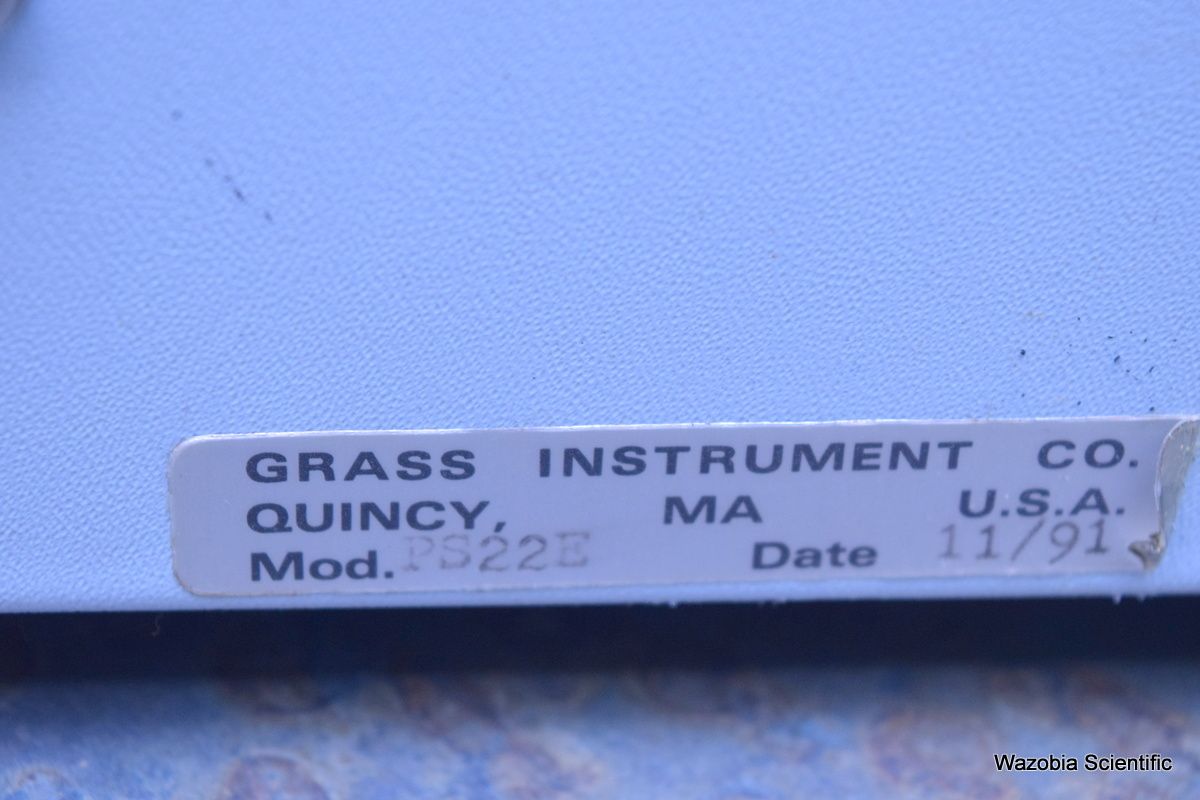 GRASS INSTRUMENT CO.
QUINCY, MA U.S.A.
Mod. PS22E Date 11/91
Wazobia Scientific